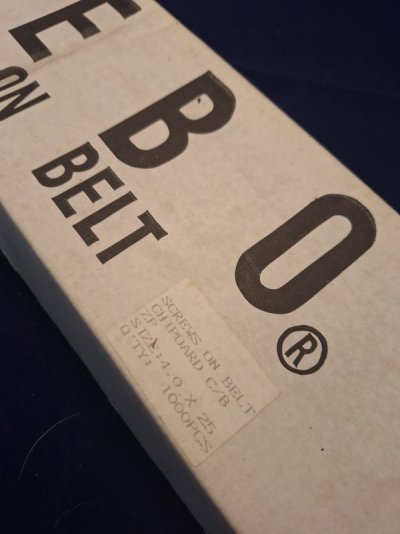 E B O ®
ON BELT
SCREWS ON BELT
CHIPBOARD C/B
ZP
SIZE:4.0 X 25
Q'TY: 1000PCS